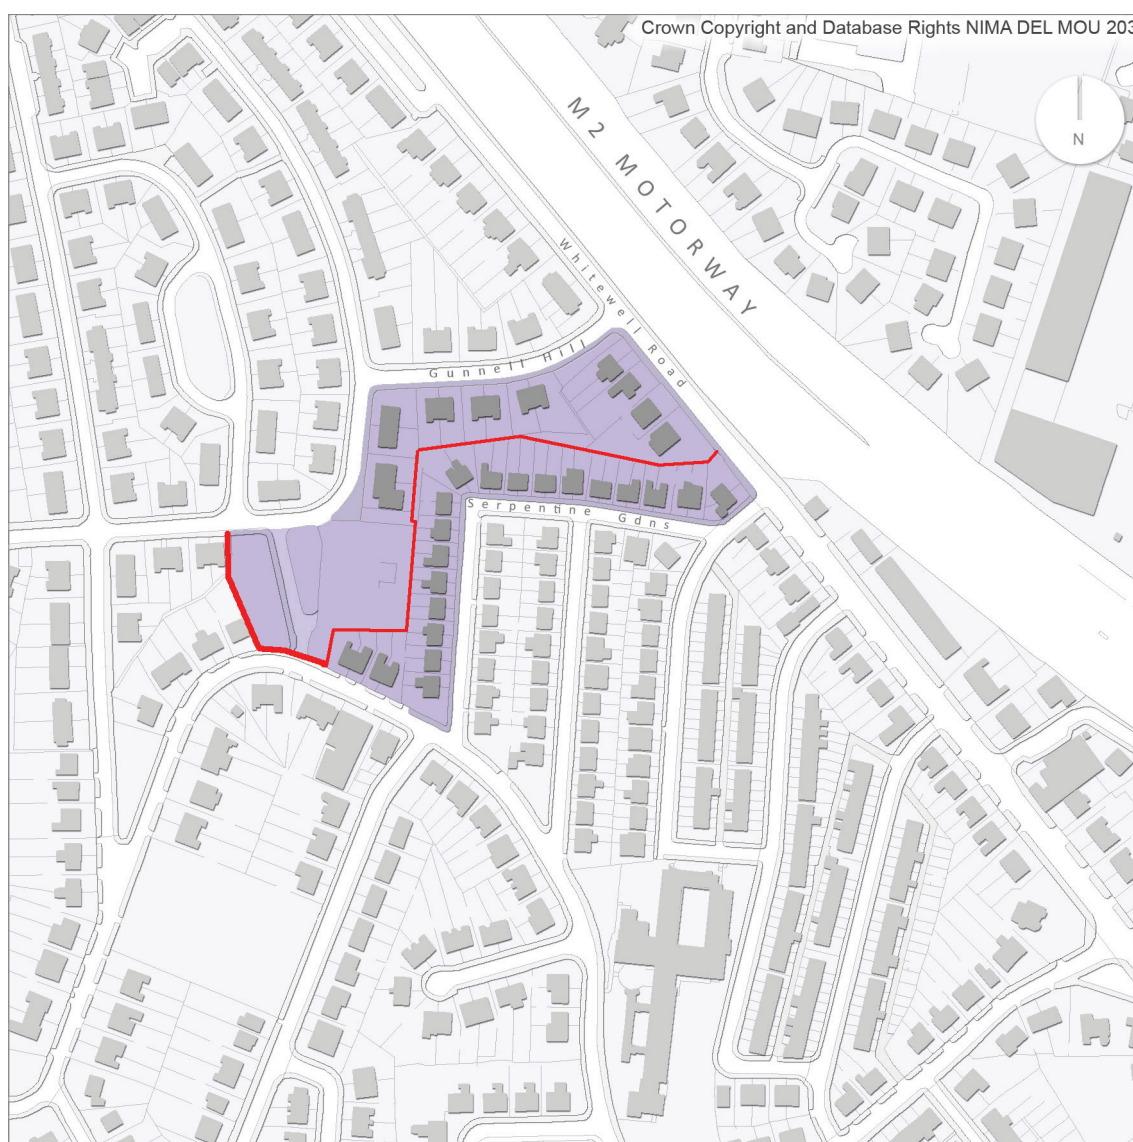 Crown Copyright and Database Rights NIMA DEL MOU 203
N
M2 MOTORWAY
Whitewell Road
Gunnell Hill
Serpentine Gdns